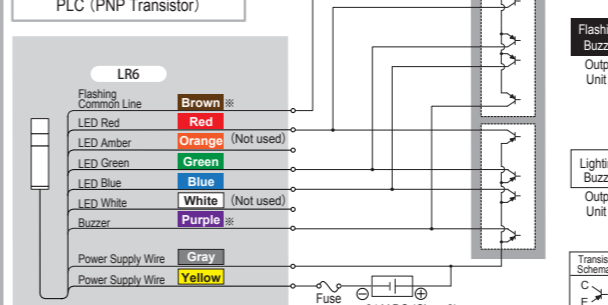 PLC (PNP Transistor)
LR6
Flashing
Common Line Brown ※
LED Red Red
LED Amber Orange (Not used)
LED Green Green
LED Blue Blue
LED White White (Not used)
Buzzer Purple ※
Power Supply Wire Gray
Power Supply Wire Yellow
Fuse
Flashi
Buzz
Outp
Unit
Lightin
Buzz
Outp
Unit
Transis
Schema
C
E